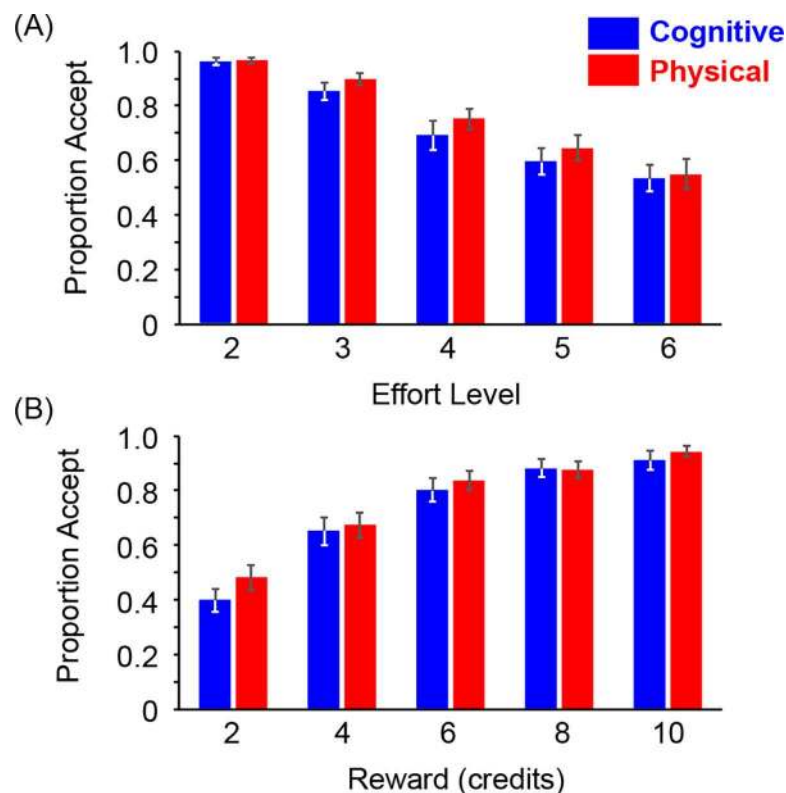 (A)
Cognitive
Physical
Proportion Accept
1.0
0.8
0.6
0.4
0.2
0
2 3 4 5 6
Effort Level
(B)
Proportion Accept
1.0
0.8
0.6
0.4
0.2
0
2 4 6 8 10
Reward (credits)